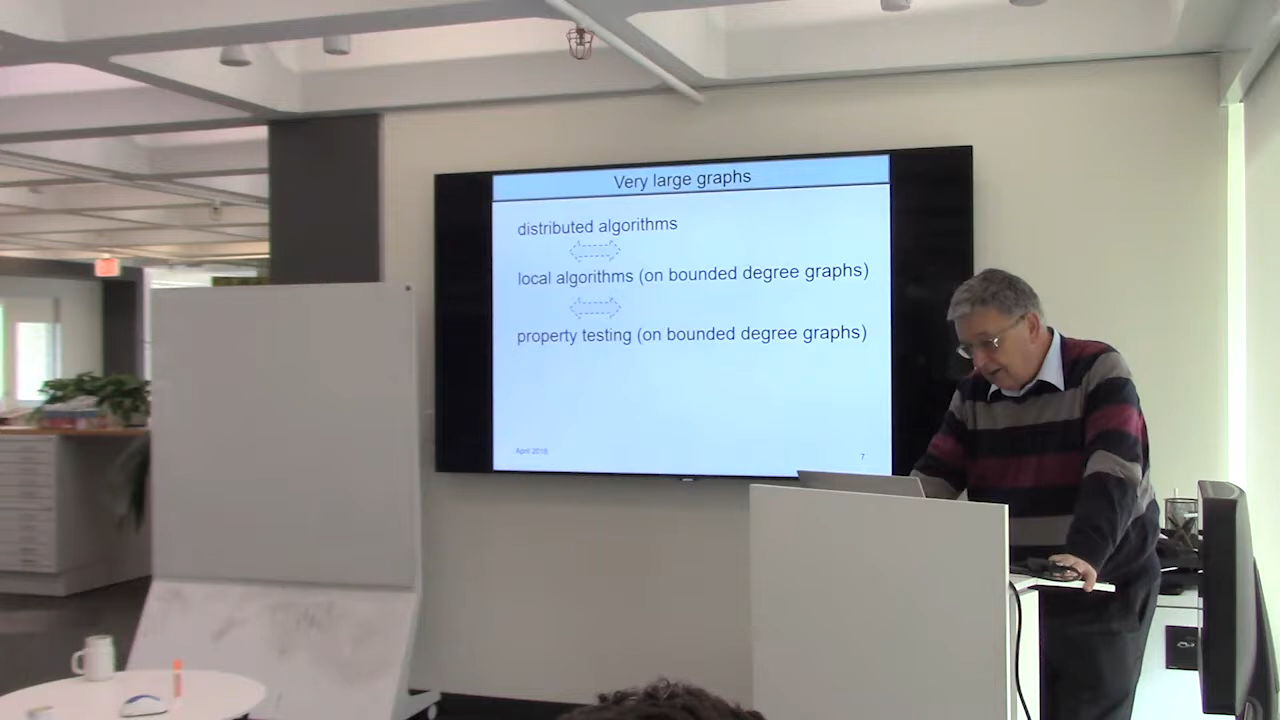 Very large graphs
distributed algorithms
local algorithms (on bounded degree graphs)
property testing (on bounded degree graphs)
April 2018
7